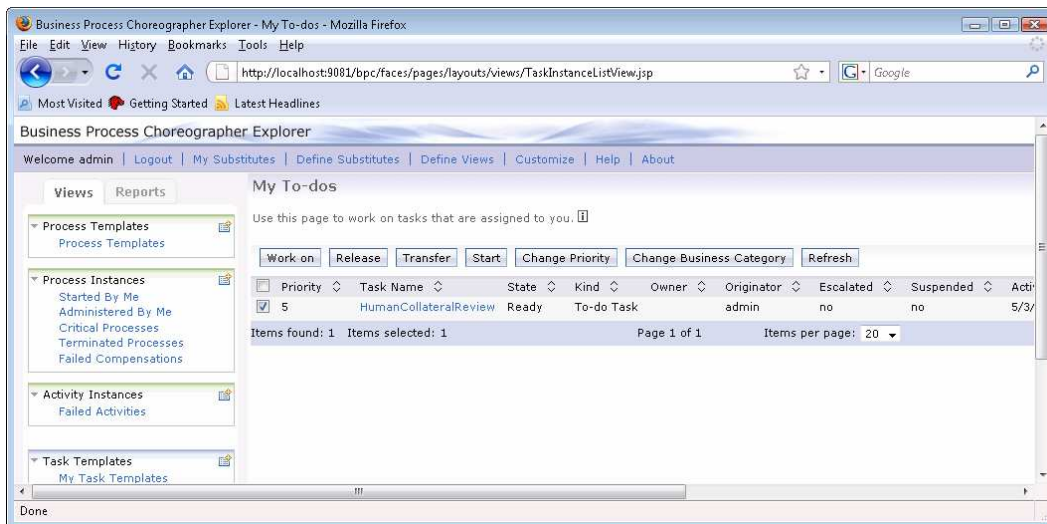 Business Process Choreographer Explorer - My To-dos - Mozilla Firefox
File Edit View History Bookmarks Tools Help
http://localhost:9081/bpc/faces/pages/layouts/views/TaskInstanceListView.jsp
G Google
Most Visited Getting Started Latest Headlines
Business Process Choreographer Explorer
Welcome admin | Logout | My Substitutes | Define Substitutes | Define Views | Customize | Help | About
Views Reports
Process Templates
Process Templates
Process Instances
Started By Me
Administered By Me
Critical Processes
Terminated Processes
Failed Compensations
Activity Instances
Failed Activities
Task Templates
My Task Templates
My To-dos
Use this page to work on tasks that are assigned to you. i
Work on Release Transfer Start Change Priority Change Business Category Refresh
Priority Task Name State Kind Owner Originator Escalated Suspended Acti
5 HumanCollateralReview Ready To-do Task admin no no 5/3/
Items found: 1 Items selected: 1 Page 1 of 1 Items per page: 20
Done